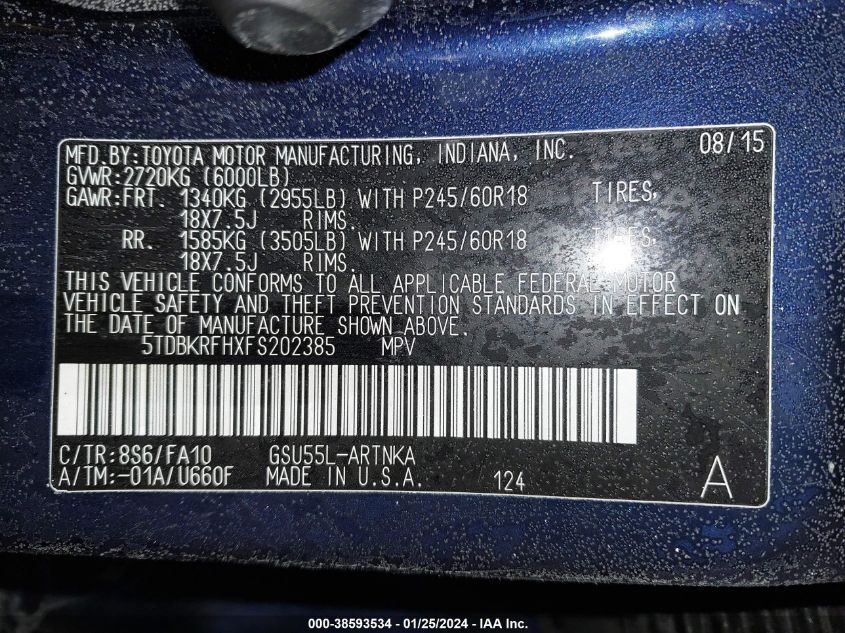 MFD.BY:TOYOTA MOTOR MANUFACTURING, INDIANA, INC. 08/15
GVWR:2720KG (6000LB)
GAWR:FRT. 1340KG (2955LB) WITH P245/60R18 TIRES,
18X7.5J RIMS.
RR. 1585KG (3505LB) WITH P245/60R18 TIRES,
18X7.5J RIMS.
THIS VEHICLE CONFORMS TO ALL APPLICABLE FEDERAL MOTOR
VEHICLE SAFETY AND THEFT PREVENTION STANDARDS IN EFFECT ON
THE DATE OF MANUFACTURE SHOWN ABOVE.
5TDBKRFHXFS202385 MPV
C/TR:8S6/FA10 GSU55L-ARTNKA
A/TM:-01A/U660F MADE IN U.S.A. 124 A
000-38593534 - 01/25/2024 - IAA Inc.